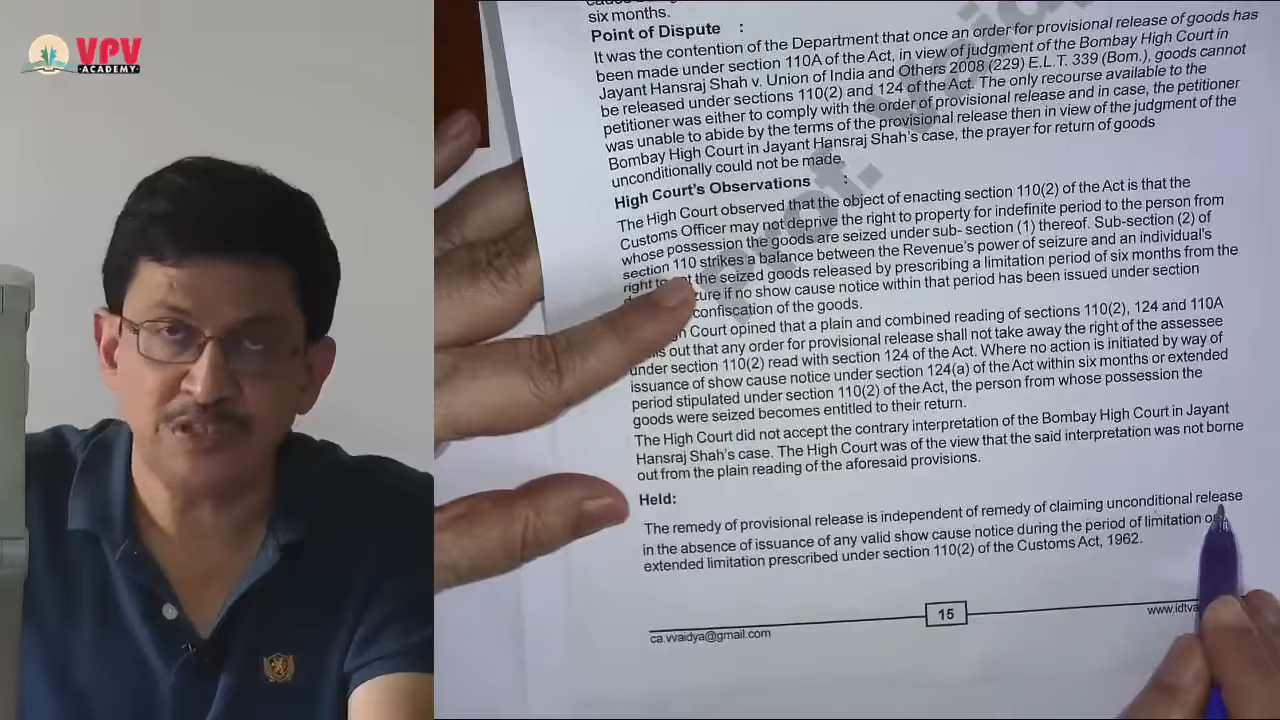 VPV
ACADEMY
six months.
Point of Dispute :
It was the contention of the Department that once an order for provisional release of goods has
been made under section 110A of the Act, in view of judgment of the Bombay High Court in
Jayant Hansraj Shah v. Union of India and Others 2008 (229) E.L.T. 339 (Bom.), goods cannot
be released under sections 110(2) and 124 of the Act. The only recourse available to the
petitioner was either to comply with the order of provisional release and in case, the petitioner
was unable to abide by the terms of the provisional release then in view of the judgment of the
Bombay High Court in Jayant Hansraj Shah's case, the prayer for return of goods
unconditionally could not be made.
High Court's Observations :
The High Court observed that the object of enacting section 110(2) of the Act is that the
Customs Officer may not deprive the right to property for indefinite period to the person from
whose possession the goods are seized under sub- section (1) thereof. Sub-section (2) of
section 110 strikes a balance between the Revenue's power of seizure and an individual's
right to the seized goods released by prescribing a limitation period of six months from the
if no show cause notice within that period has been issued under section
confiscation of the goods.
Court opined that a plain and combined reading of sections 110(2), 124 and 110A
out that any order for provisional release shall not take away the right of the assessee
under section 110(2) read with section 124 of the Act. Where no action is initiated by way of
issuance of show cause notice under section 124(a) of the Act within six months or extended
period stipulated under section 110(2) of the Act, the person from whose possession the
goods were seized becomes entitled to their return.
The High Court did not accept the contrary interpretation of the Bombay High Court in Jayant
Hansraj Shah's case. The High Court was of the view that the said interpretation was not borne
out from the plain reading of the aforesaid provisions.
Held:
The remedy of provisional release is independent of remedy of claiming unconditional release
in the absence of issuance of any valid show cause notice during the period of limitation or
extended limitation prescribed under section 110(2) of the Customs Act, 1962.
15
ca.vvaidya@gmail.com